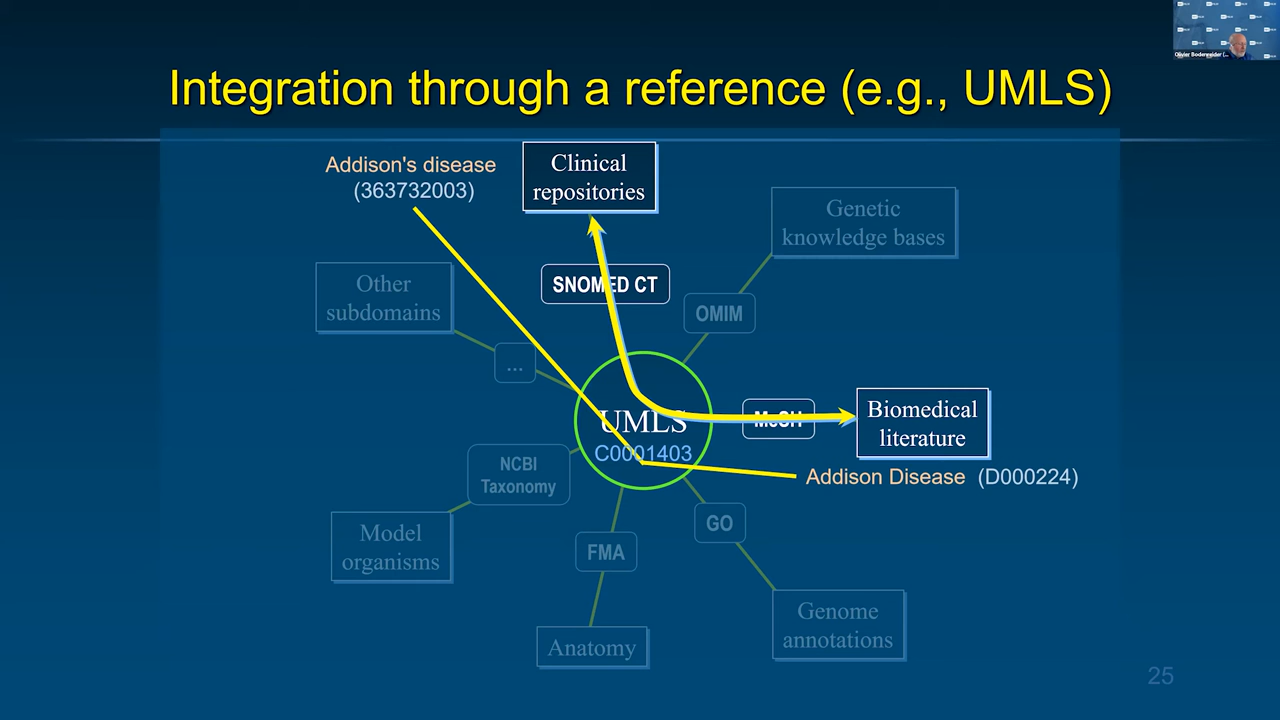 Integration through a reference (e.g., UMLS)
Addison's disease
(363732003)
Clinical
repositories
Genetic
knowledge bases
Other
subdomains
SNOMED CT
OMIM
...
UMLS
C0001403
MeSH
Biomedical
literature
Addison Disease (D000224)
NCBI
Taxonomy
GO
Model
organisms
FMA
Genome
annotations
Anatomy
25